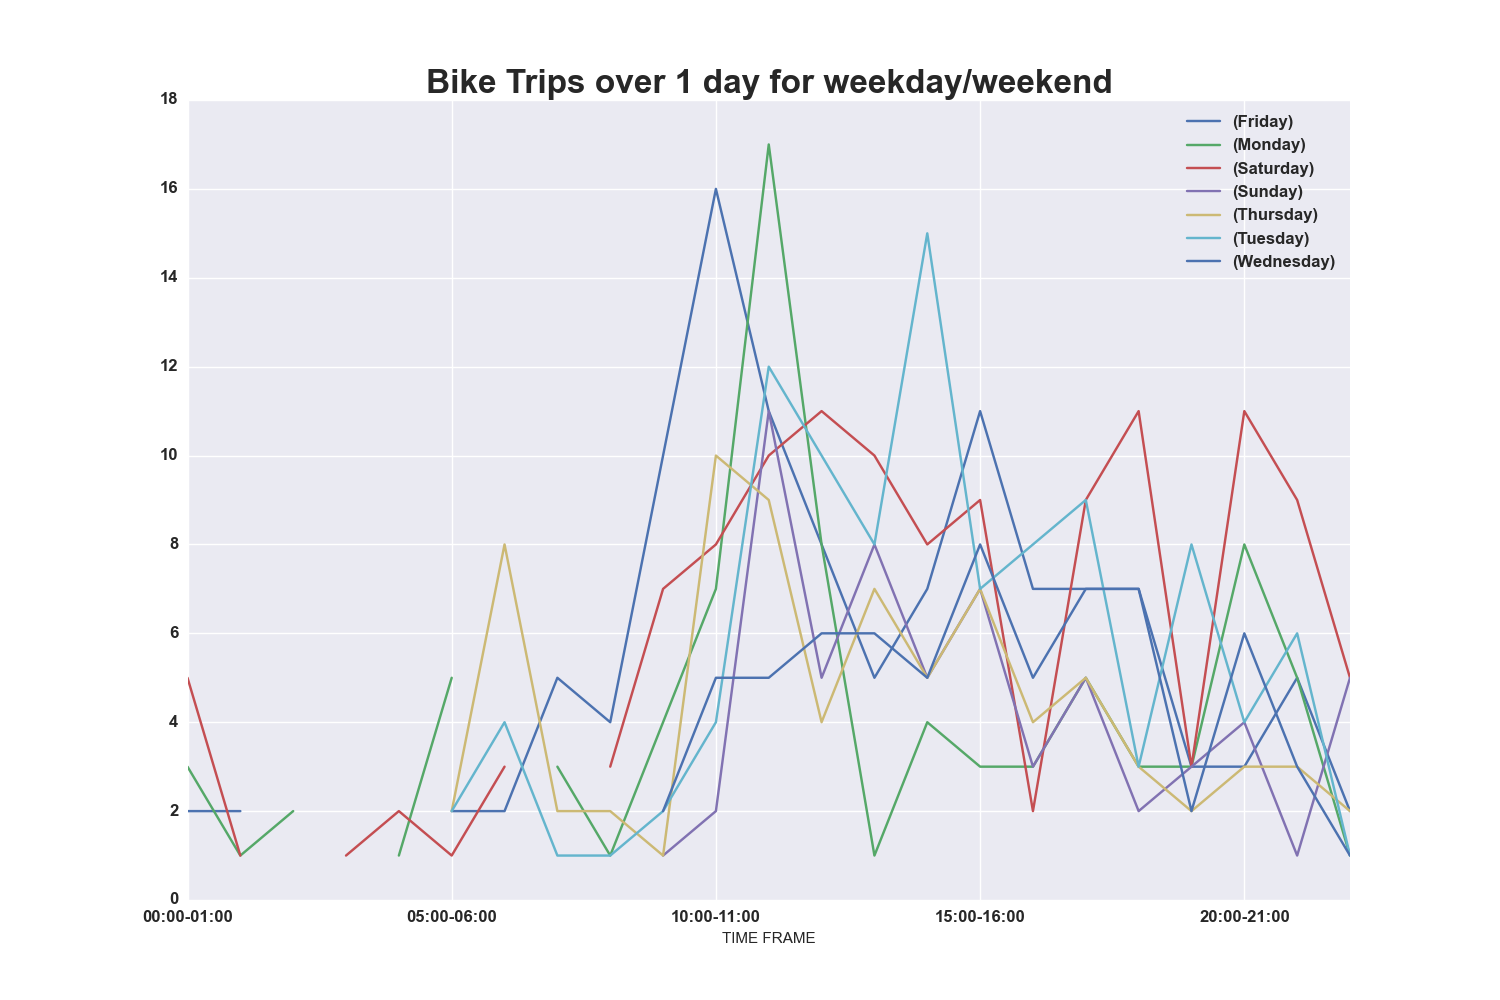 Bike Trips over 1 day for weekday/weekend
18
16
14
12
10
8
6
4
2
0
(Friday)
(Monday)
(Saturday)
(Sunday)
(Thursday)
(Tuesday)
(Wednesday)
00:00-01:00 05:00-06:00 10:00-11:00 15:00-16:00 20:00-21:00
TIME FRAME